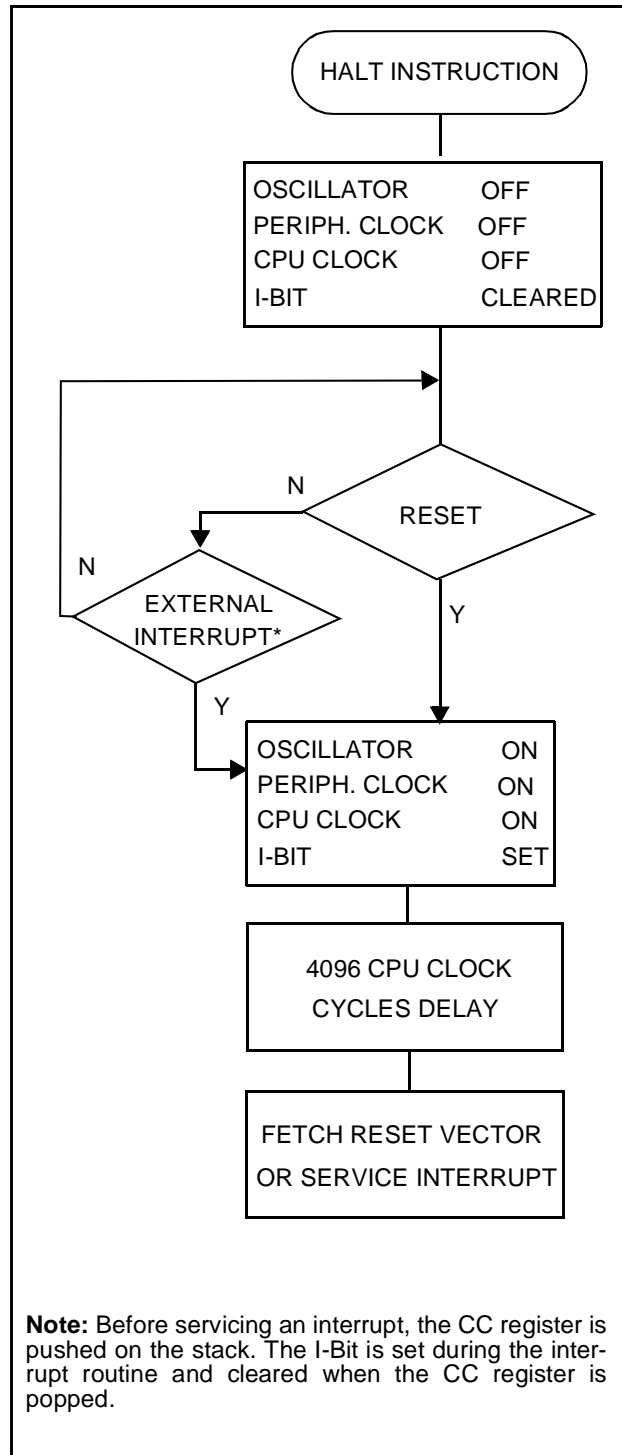 HALT INSTRUCTION
OSCILLATOR OFF
PERIPH. CLOCK OFF
CPU CLOCK OFF
I-BIT CLEARED
N
RESET
N
EXTERNAL
INTERRUPT*
Y
Y
OSCILLATOR ON
PERIPH. CLOCK ON
CPU CLOCK ON
I-BIT SET
4096 CPU CLOCK
CYCLES DELAY
FETCH RESET VECTOR
OR SERVICE INTERRUPT
Note: Before servicing an interrupt, the CC register is
pushed on the stack. The I-Bit is set during the inter-
rupt routine and cleared when the CC register is
popped.